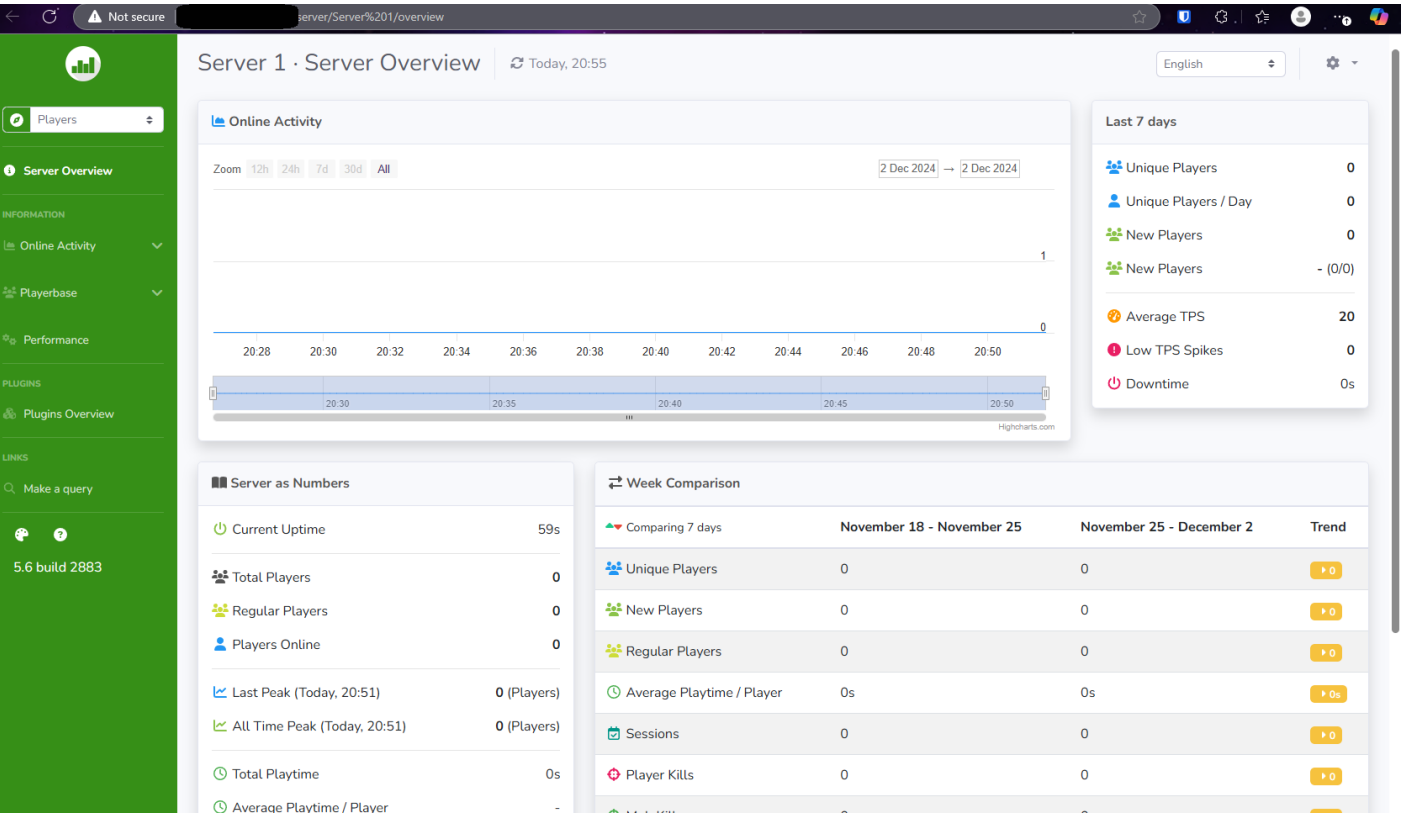 Not secure
server/Server%201/overview
Server 1 · Server Overview
Today, 20:55
English
Players
Server Overview
INFORMATION
Online Activity
Playerbase
Performance
PLUGINS
Plugins Overview
LINKS
Make a query
5.6 build 2883
Online Activity
Zoom 12h 24h 7d 30d All
2 Dec 2024 → 2 Dec 2024
1
0
20:28 20:30 20:32 20:34 20:36 20:38 20:40 20:42 20:44 20:46 20:48 20:50
20:30 20:35 20:40 20:45 20:50
Highcharts.com
Last 7 days
Unique Players 0
Unique Players / Day 0
New Players 0
New Players - (0/0)
Average TPS 20
Low TPS Spikes 0
Downtime 0s
Server as Numbers
Current Uptime 59s
Total Players 0
Regular Players 0
Players Online 0
Last Peak (Today, 20:51) 0 (Players)
All Time Peak (Today, 20:51) 0 (Players)
Total Playtime 0s
Average Playtime / Player -
Week Comparison
Comparing 7 days November 18 - November 25 November 25 - December 2 Trend
Unique Players 0 0 0
New Players 0 0 0
Regular Players 0 0 0
Average Playtime / Player 0s 0s 0s
Sessions 0 0 0
Player Kills 0 0 0